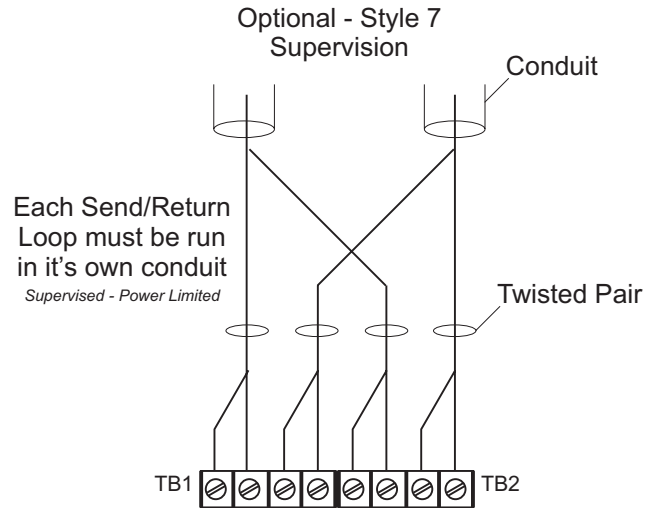 Optional - Style 7
Supervision
Conduit
Each Send/Return
Loop must be run
in it's own conduit
Supervised - Power Limited
Twisted Pair
TB1
TB2